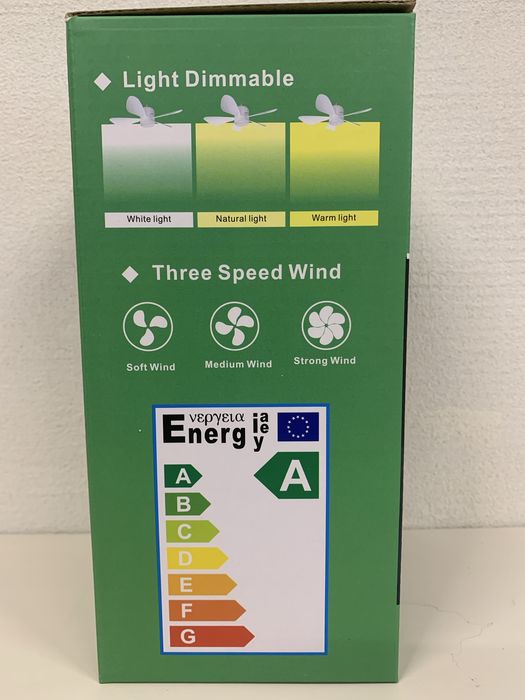 Light Dimmable
White light
Natural light
Warm light
Three Speed Wind
Soft Wind
Medium Wind
Strong Wind
Energ
νεργεια
ia
ie
y
A
A
B
C
D
E
F
G